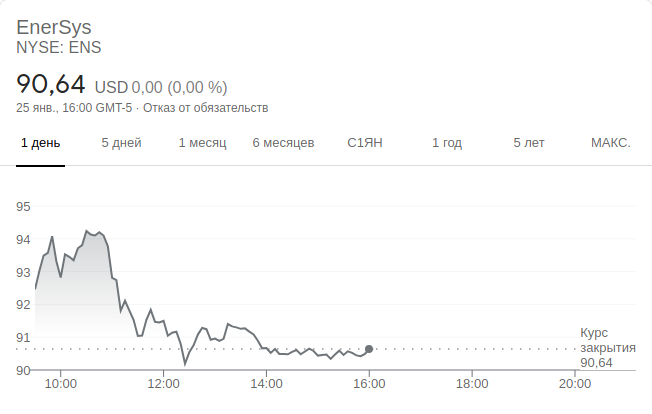 EnerSys
NYSE: ENS
90,64 USD 0,00 (0,00 %)
25 янв., 16:00 GMT-5 · Отказ от обязательств
1 день 5 дней 1 месяц 6 месяцев С1ЯН 1 год 5 лет МАКС.
95
94
93
92
91
90
Курс
закрытия
90,64
10:00 12:00 14:00 16:00 18:00 20:00